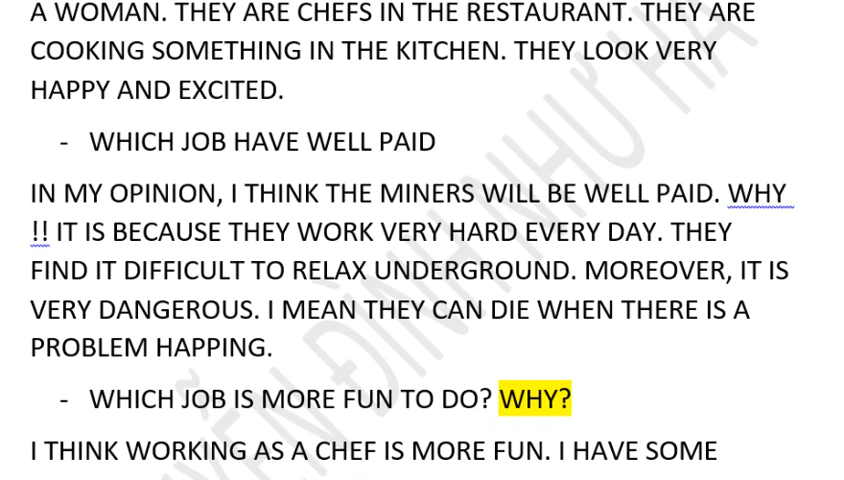 A WOMAN. THEY ARE CHEFS IN THE RESTAURANT. THEY ARE
COOKING SOMETHING IN THE KITCHEN. THEY LOOK VERY
HAPPY AND EXCITED.
- WHICH JOB HAVE WELL PAID
IN MY OPINION, I THINK THE MINERS WILL BE WELL PAID. WHY
!! IT IS BECAUSE THEY WORK VERY HARD EVERY DAY. THEY
FIND IT DIFFICULT TO RELAX UNDERGROUND. MOREOVER, IT IS
VERY DANGEROUS. I MEAN THEY CAN DIE WHEN THERE IS A
PROBLEM HAPPING.
- WHICH JOB IS MORE FUN TO DO? WHY?
I THINK WORKING AS A CHEF IS MORE FUN. I HAVE SOME
ĐÌNH NHƯ HÀ